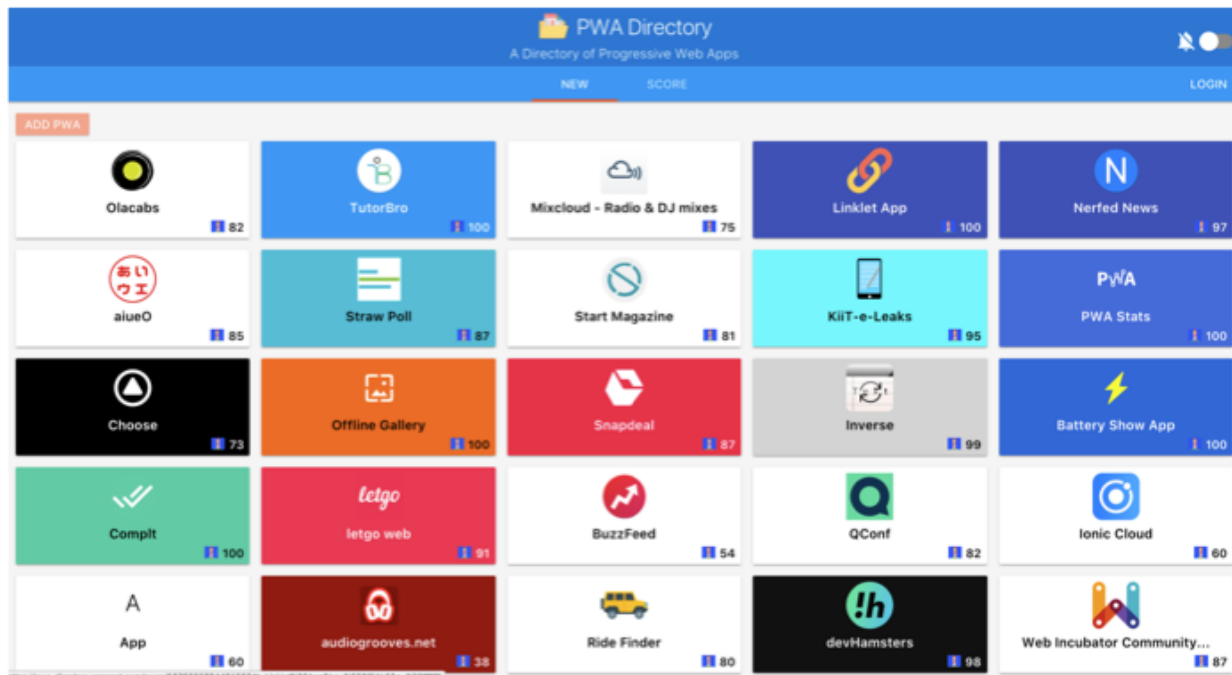 PWA Directory
A Directory of Progressive Web Apps
NEW SCORE LOGIN
ADD PWA
Olacabs
82
B
TutorBro
100
Mixcloud - Radio & DJ mixes
75
Linklet App
100
N
Nerfed News
97
あい
ウエ
aiueO
85
Straw Poll
87
Start Magazine
81
KiiT-e-Leaks
95
PWA
PWA Stats
100
Choose
73
Offline Gallery
100
Snapdeal
87
Inverse
99
Battery Show App
100
Complt
100
letgo
letgo web
91
BuzzFeed
54
QConf
82
Ionic Cloud
60
A
App
60
audiogrooves.net
38
Ride Finder
80
!h
devHamsters
98
Web Incubator Community...
87